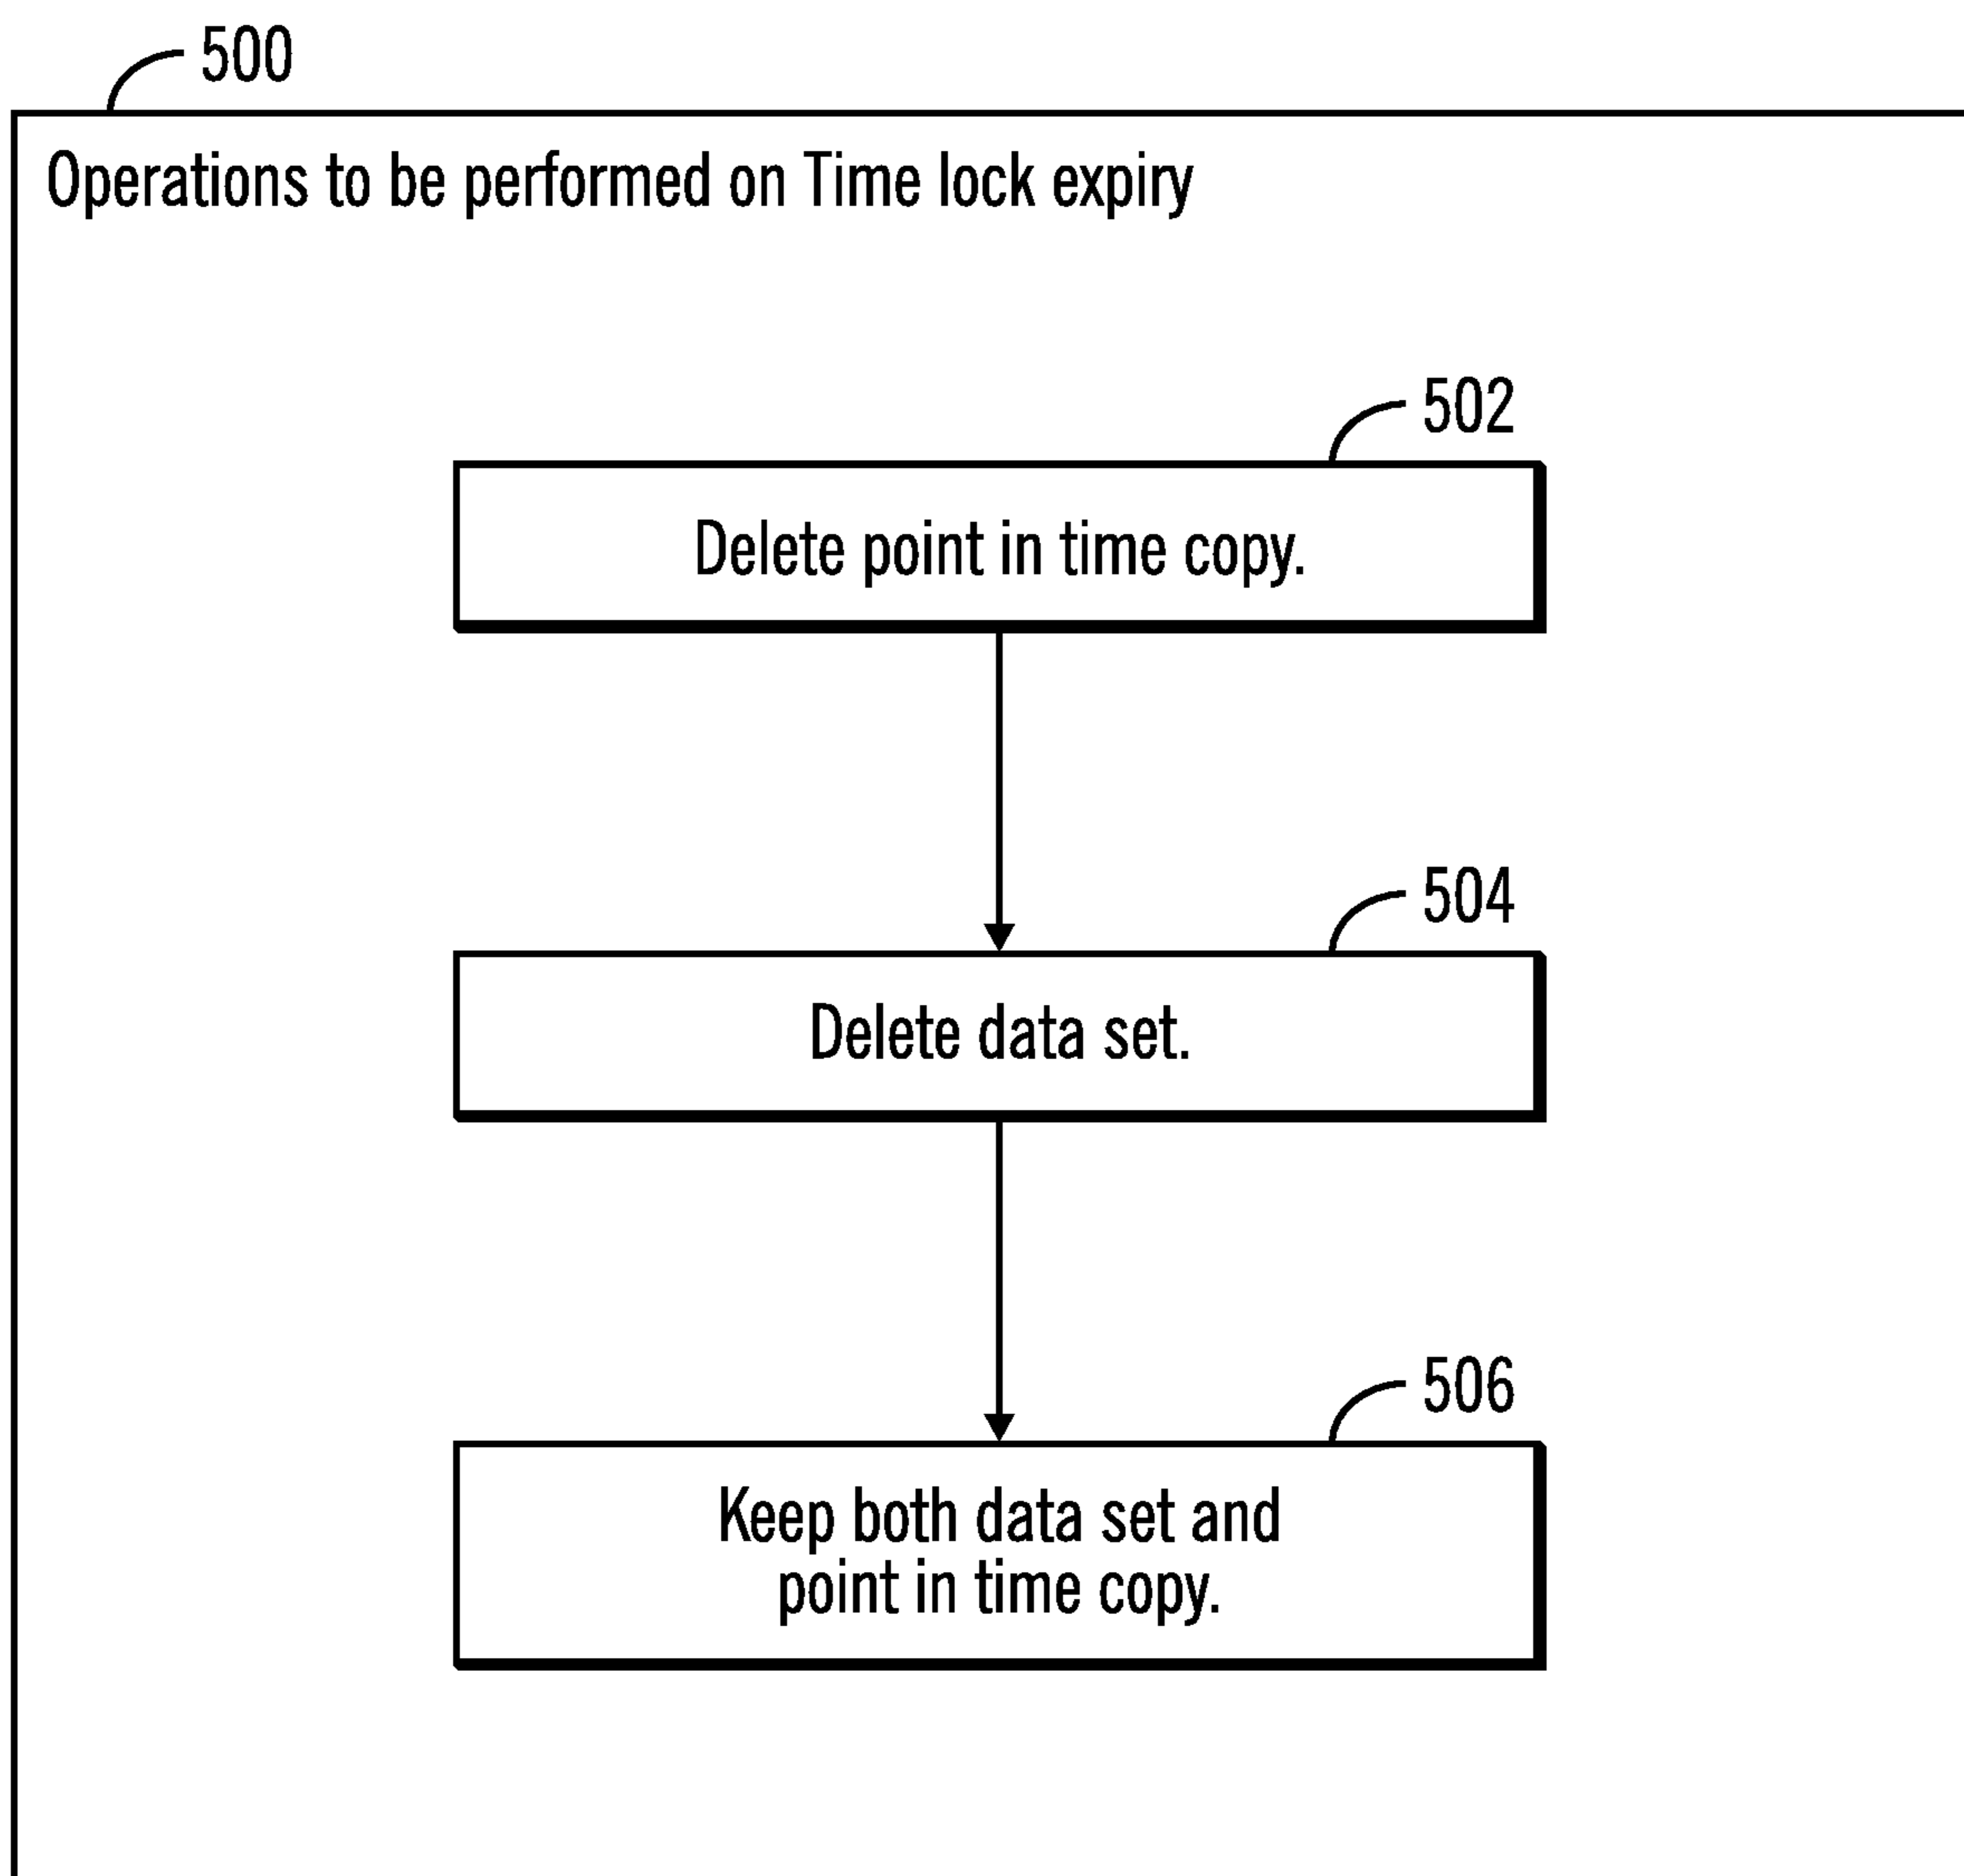 500
Operations to be performed on Time lock expiry
502
Delete point in time copy.
504
Delete data set.
506
Keep both data set and
point in time copy.